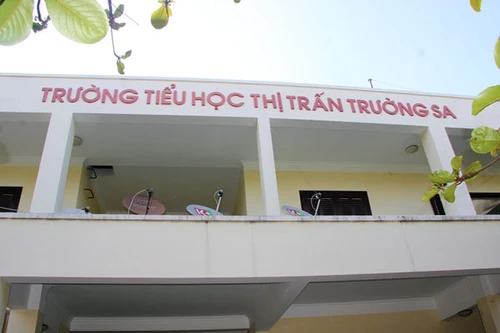 TRƯỜNG TIỂU HỌC THỊ TRẤN TRƯỜNG SA